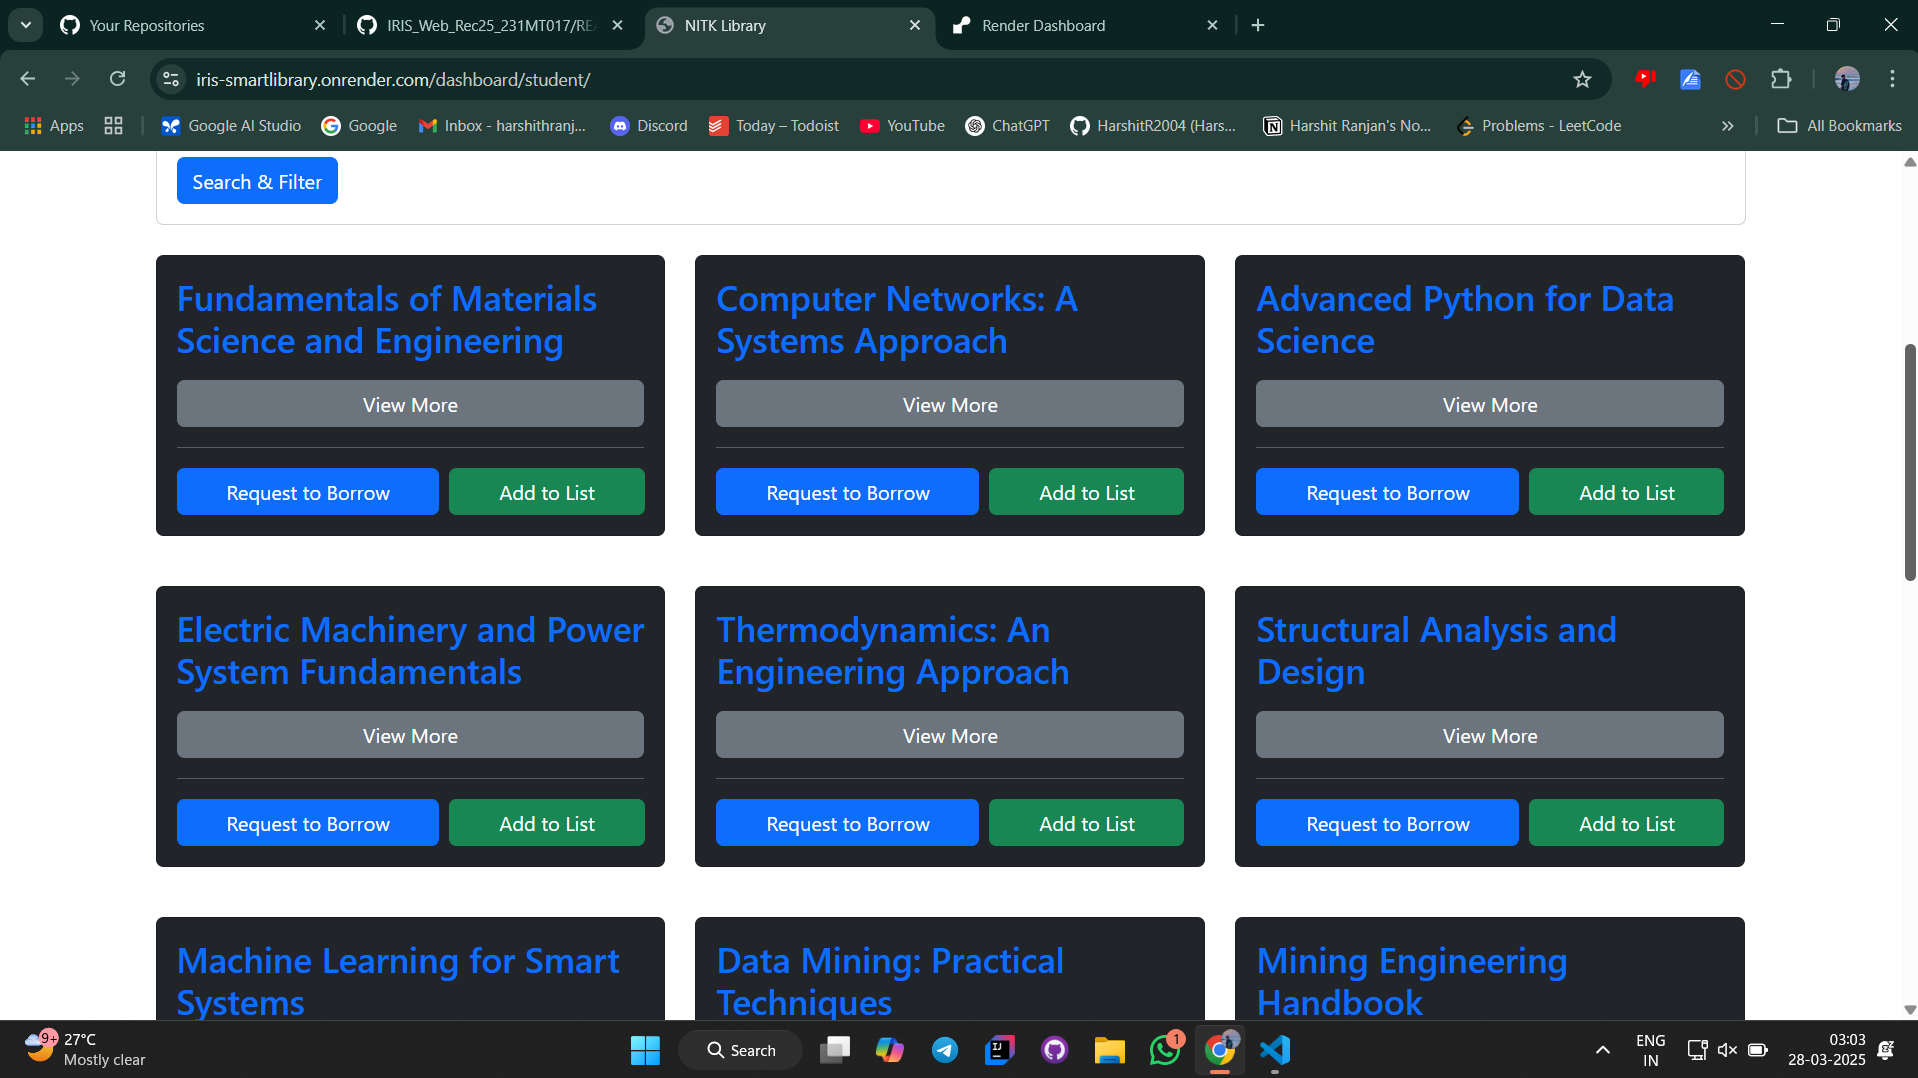 Your Repositories
IRIS_Web_Rec25_231MT017/RE
NITK Library
Render Dashboard
iris-smartlibrary.onrender.com/dashboard/student/
Apps
Google AI Studio
Google
Inbox - harshithranj...
Discord
Today – Todoist
YouTube
ChatGPT
HarshitR2004 (Hars...
Harshit Ranjan's No...
Problems - LeetCode
All Bookmarks
Search & Filter
Fundamentals of Materials
Science and Engineering
View More
Request to Borrow
Add to List
Computer Networks: A
Systems Approach
View More
Request to Borrow
Add to List
Advanced Python for Data
Science
View More
Request to Borrow
Add to List
Electric Machinery and Power
System Fundamentals
View More
Request to Borrow
Add to List
Thermodynamics: An
Engineering Approach
View More
Request to Borrow
Add to List
Structural Analysis and
Design
View More
Request to Borrow
Add to List
Machine Learning for Smart
Systems
Data Mining: Practical
Techniques
Mining Engineering
Handbook
9+
27°C
Mostly clear
Search
IJ
1
ENG
IN
03:03
28-03-2025